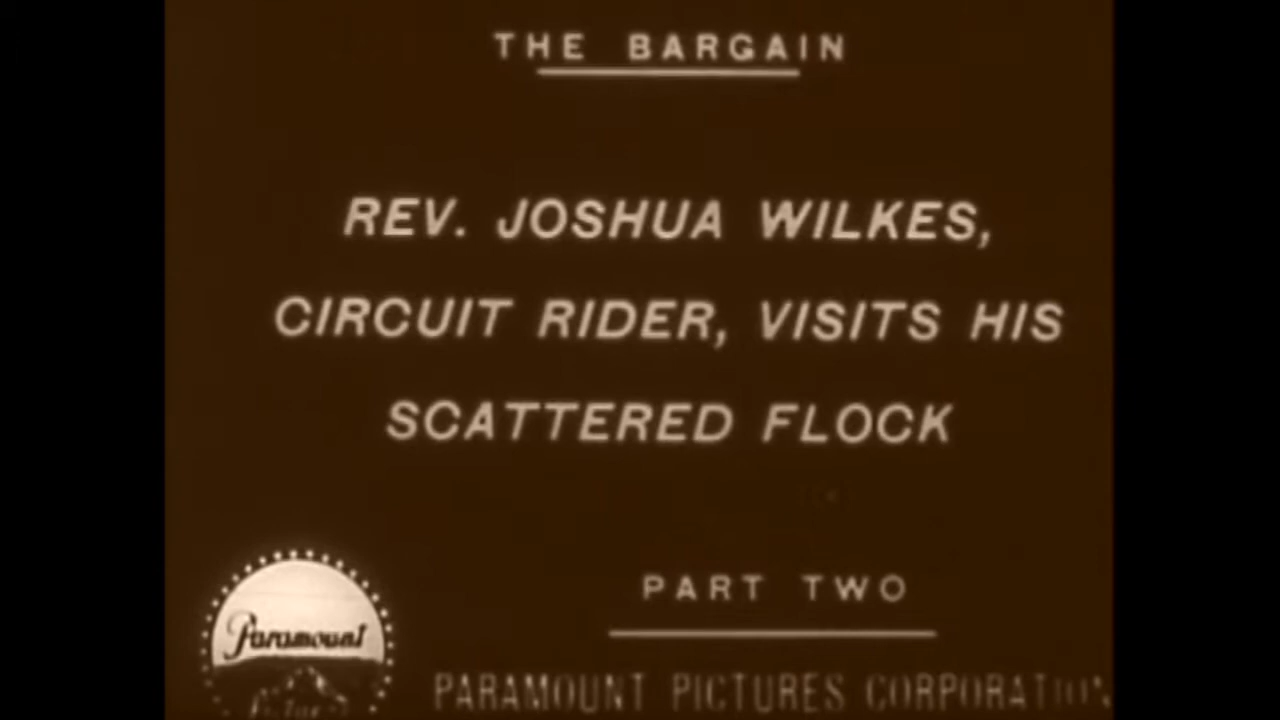 THE BARGAIN
REV. JOSHUA WILKES,
CIRCUIT RIDER, VISITS HIS
SCATTERED FLOCK
PART TWO
Paramount
PARAMOUNT PICTURES CORPORATION